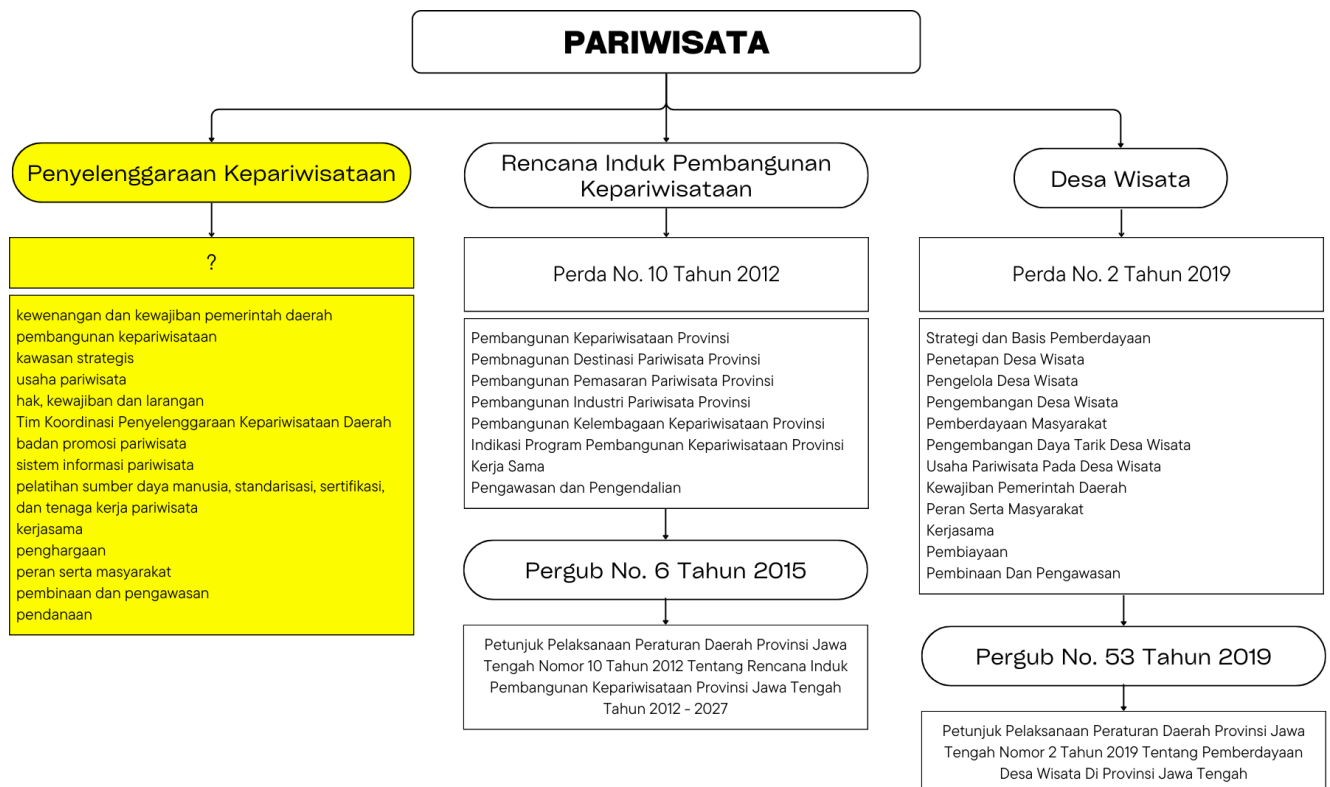 PARIWISATA
Penyelenggaraan Kepariwisataan
?
kewenangan dan kewajiban pemerintah daerah
pembangunan kepariwisataan
kawasan strategis
usaha pariwisata
hak, kewajiban dan larangan
Tim Koordinasi Penyelenggaraan Kepariwisataan Daerah
badan promosi pariwisata
sistem informasi pariwisata
pelatihan sumber daya manusia, standarisasi, sertifikasi,
dan tenaga kerja pariwisata
kerjasama
penghargaan
peran serta masyarakat
pembinaan dan pengawasan
pendanaan
Rencana Induk Pembangunan
Kepariwisataan
Perda No. 10 Tahun 2012
Pembangunan Kepariwisataan Provinsi
Pembnagunan Destinasi Pariwisata Provinsi
Pembangunan Pemasaran Pariwisata Provinsi
Pembangunan Industri Pariwisata Provinsi
Pembangunan Kelembagaan Kepariwisataan Provinsi
Indikasi Program Pembangunan Kepariwisataan Provinsi
Kerja Sama
Pengawasan dan Pengendalian
Pergub No. 6 Tahun 2015
Petunjuk Pelaksanaan Peraturan Daerah Provinsi Jawa
Tengah Nomor 10 Tahun 2012 Tentang Rencana Induk
Pembangunan Kepariwisataan Provinsi Jawa Tengah
Tahun 2012 - 2027
Desa Wisata
Perda No. 2 Tahun 2019
Strategi dan Basis Pemberdayaan
Penetapan Desa Wisata
Pengelola Desa Wisata
Pengembangan Desa Wisata
Pemberdayaan Masyarakat
Pengembangan Daya Tarik Desa Wisata
Usaha Pariwisata Pada Desa Wisata
Kewajiban Pemerintah Daerah
Peran Serta Masyarakat
Kerjasama
Pembiayaan
Pembinaan Dan Pengawasan
Pergub No. 53 Tahun 2019
Petunjuk Pelaksanaan Peraturan Daerah Provinsi Jawa
Tengah Nomor 2 Tahun 2019 Tentang Pemberdayaan
Desa Wisata Di Provinsi Jawa Tengah